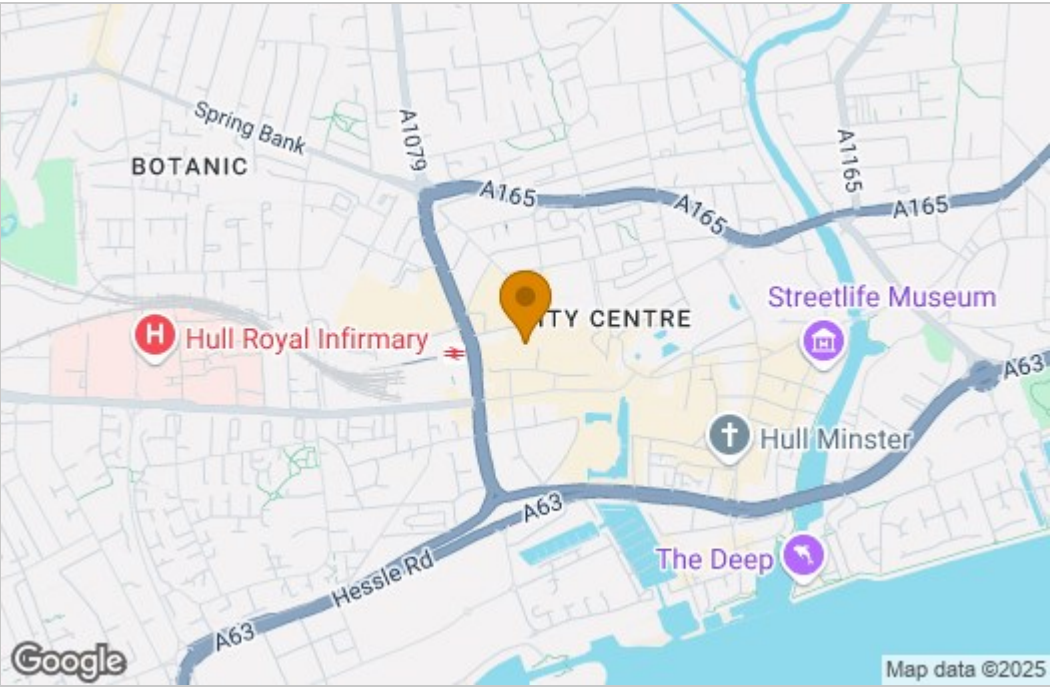 Spring Bank
A1079
A1165
BOTANIC
A165
A165
A165
Streetlife Museum
ITY CENTRE
H
Hull Royal Infirmary
A63
Hull Minster
A63
The Deep
Hessle Rd
A63
Google
Map data ©2025